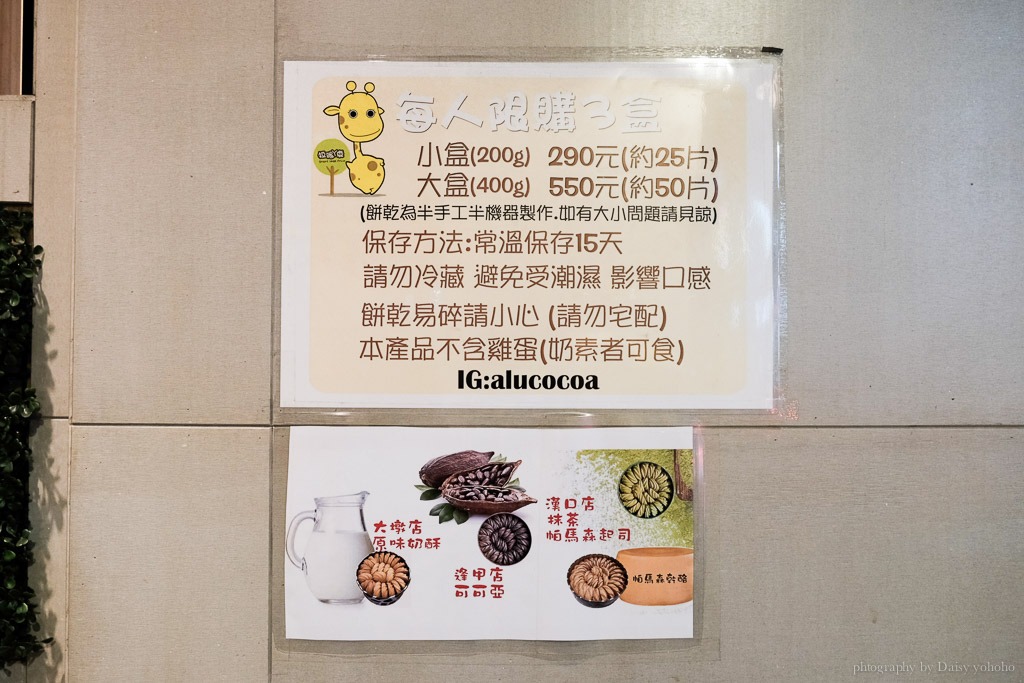 每人限購3盒
小盒(200g) 290元(約25片)
大盒(400g) 550元(約50片)
(餅乾為半手工半機器製作.如有大小問題請見諒)
保存方法:常溫保存15天
請勿冷藏 避免受潮濕 影響口感
餅乾易碎請小心 (請勿宅配)
本產品不含雞蛋(奶素者可食)
IG:alucocoa
大墩店
原味奶酥
逢甲店
可可亞
漢口店
抹茶
帕馬森起司
帕馬森乾酪
phtography by Daisy yohoho